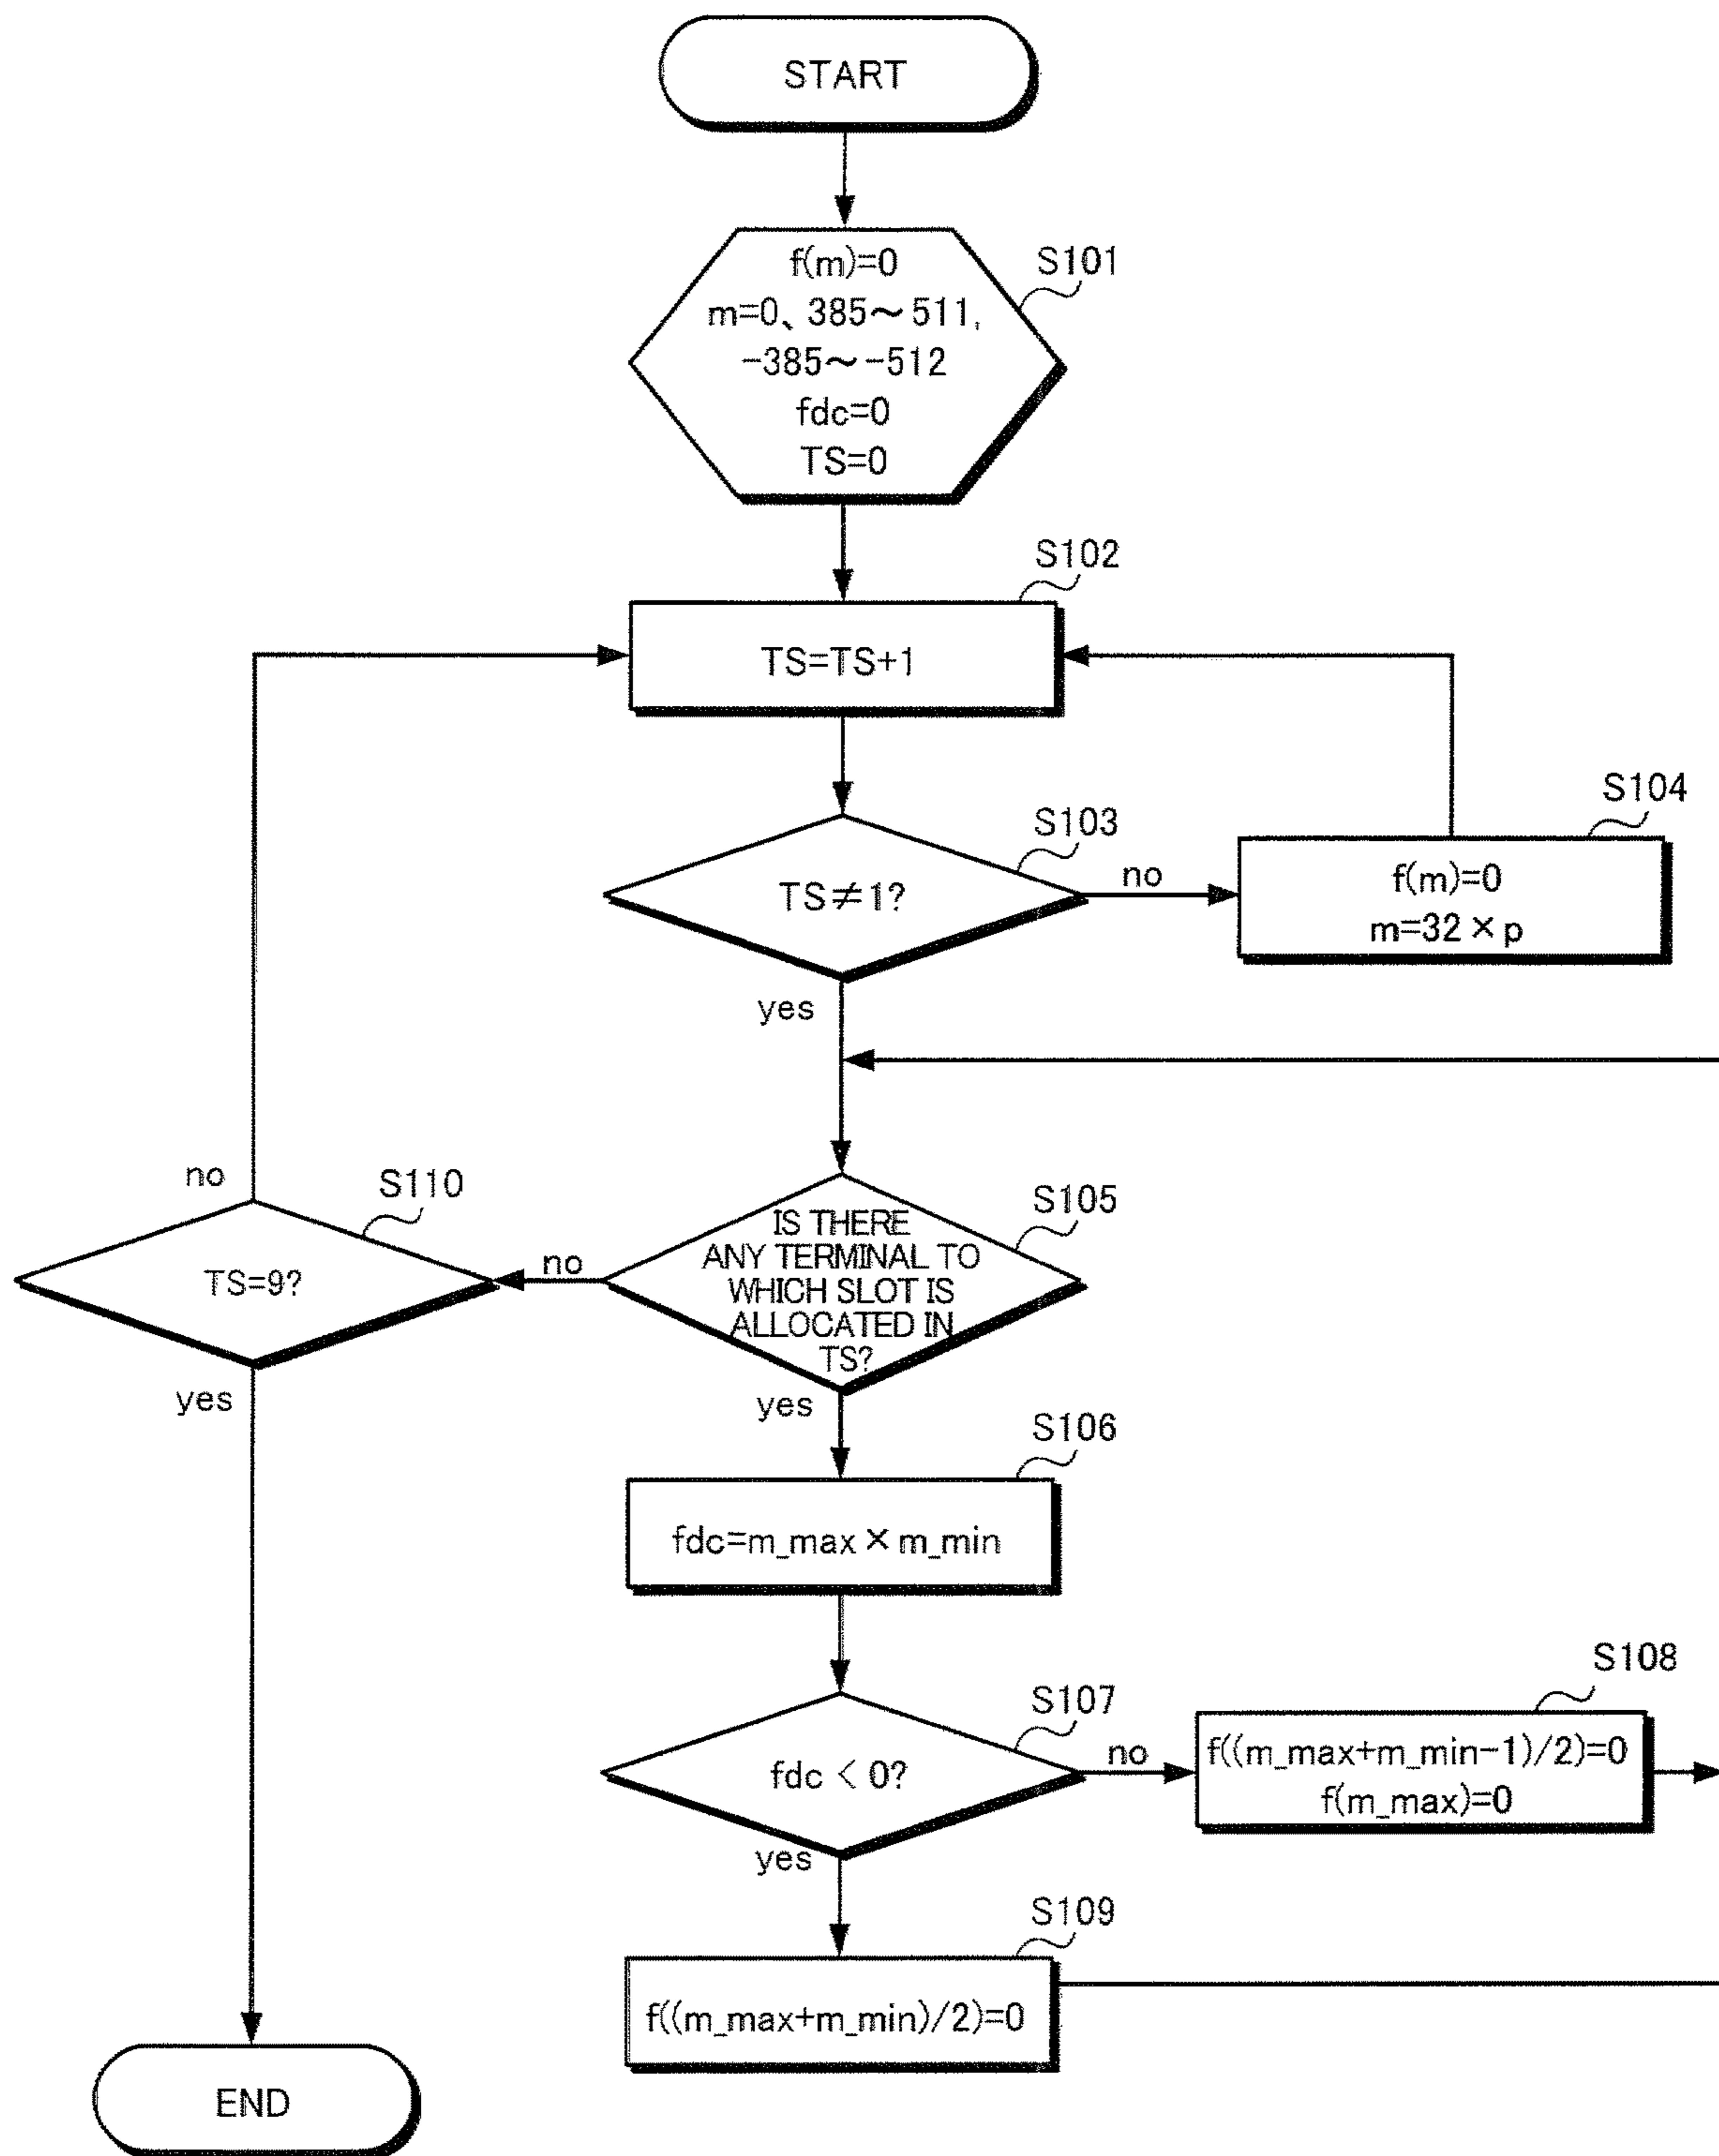 START
f(m)=0
m=0、385～511,
-385～-512
fdc=0
TS=0
S101
S102
TS=TS+1
S103
TS≠1?
no
yes
S104
f(m)=0
m=32×p
S105
IS THERE
ANY TERMINAL TO
WHICH SLOT IS
ALLOCATED IN
TS?
no
yes
S110
TS=9?
no
yes
S106
fdc=m_max×m_min
S107
fdc < 0?
no
yes
S108
f((m_max+m_min-1)/2)=0
f(m_max)=0
S109
f((m_max+m_min)/2)=0
END